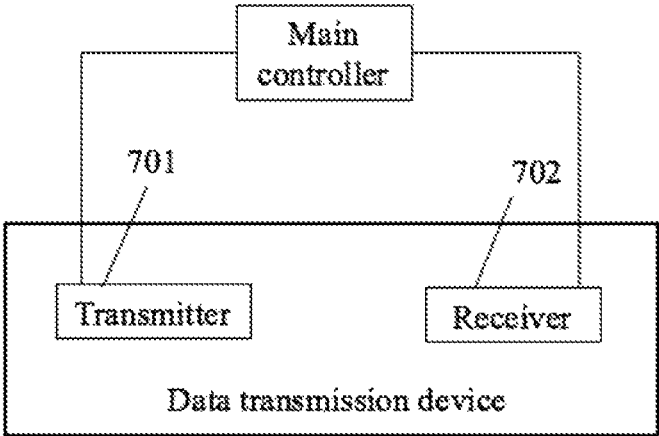 Main
controller
701
702
Transmitter
Receiver
Data transmission device